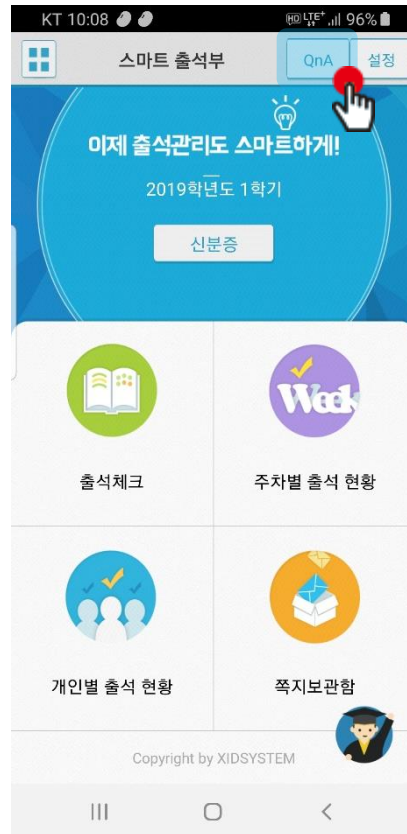 KT 10:08 HD LTE+ 96%
스마트 출석부 QnA 설정
이제 출석관리도 스마트하게!
2019학년도 1학기
신분증
Week
출석체크 주차별 출석 현황
개인별 출석 현황 쪽지보관함
Copyright by XIDSYSTEM